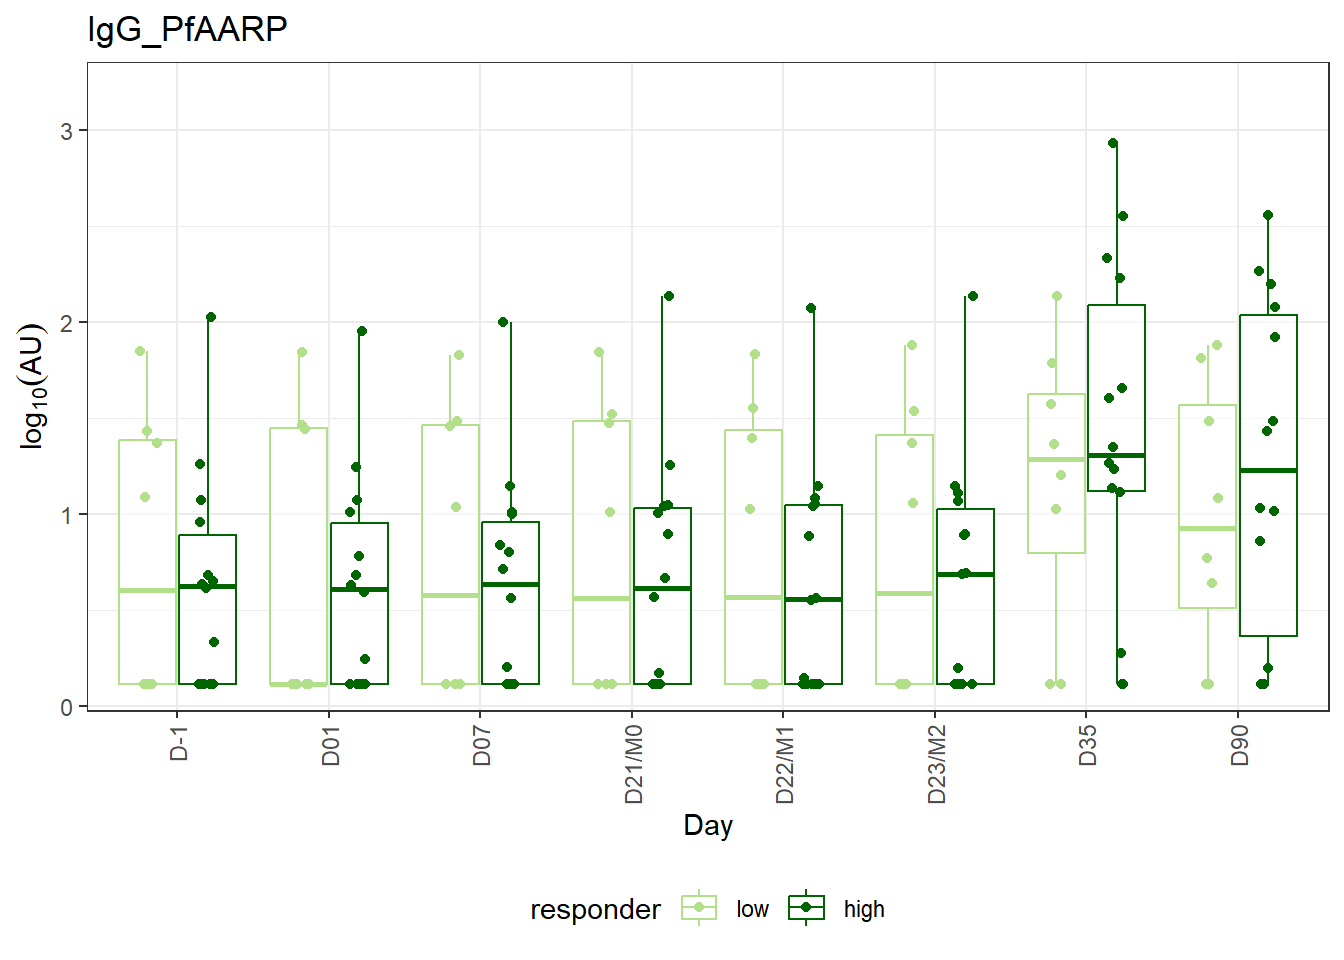 IgG_PfAARP
log10(AU)
3
2
1
0
D-1
D01
D07
D21/M0
D22/M1
D23/M2
D35
D90
Day
responder low high